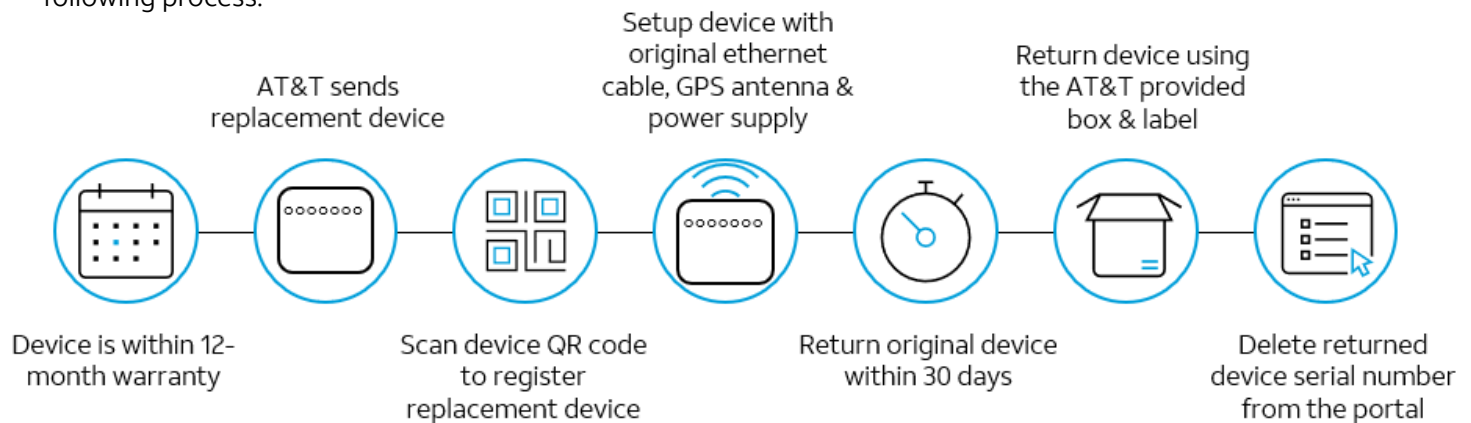 following process:
Device is within 12-
month warranty
AT&T sends
replacement device
Scan device QR code
to register
replacement device
Setup device with
original ethernet
cable, GPS antenna &
power supply
Return original device
within 30 days
Return device using
the AT&T provided
box & label
Delete returned
device serial number
from the portal